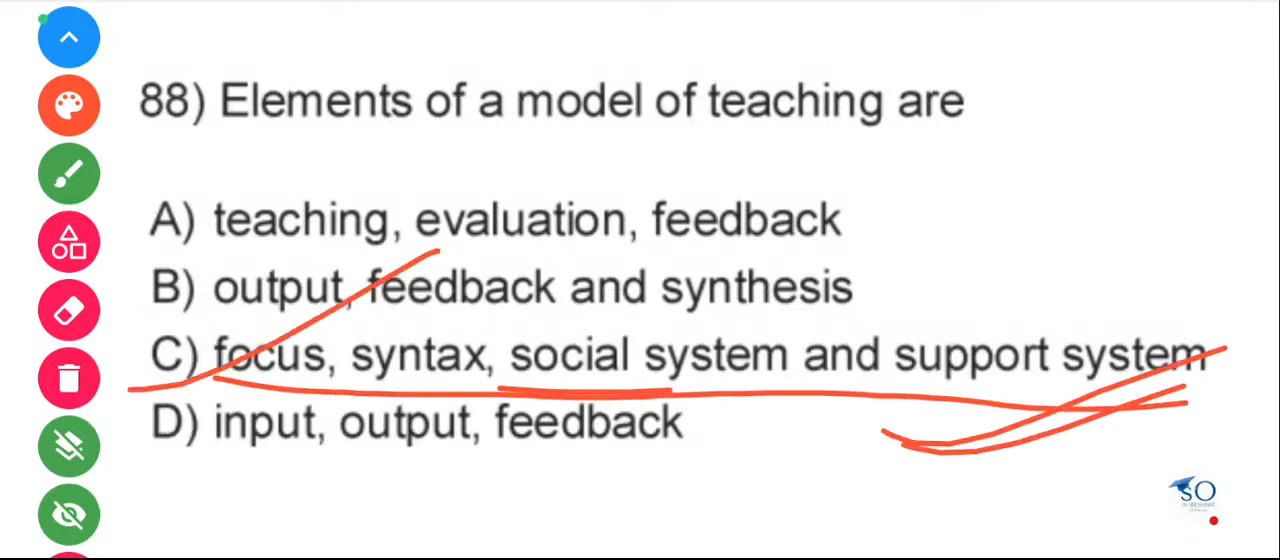 88) Elements of a model of teaching are
A) teaching, evaluation, feedback
B) output, feedback and synthesis
C) focus, syntax, social system and support system
D) input, output, feedback
SO